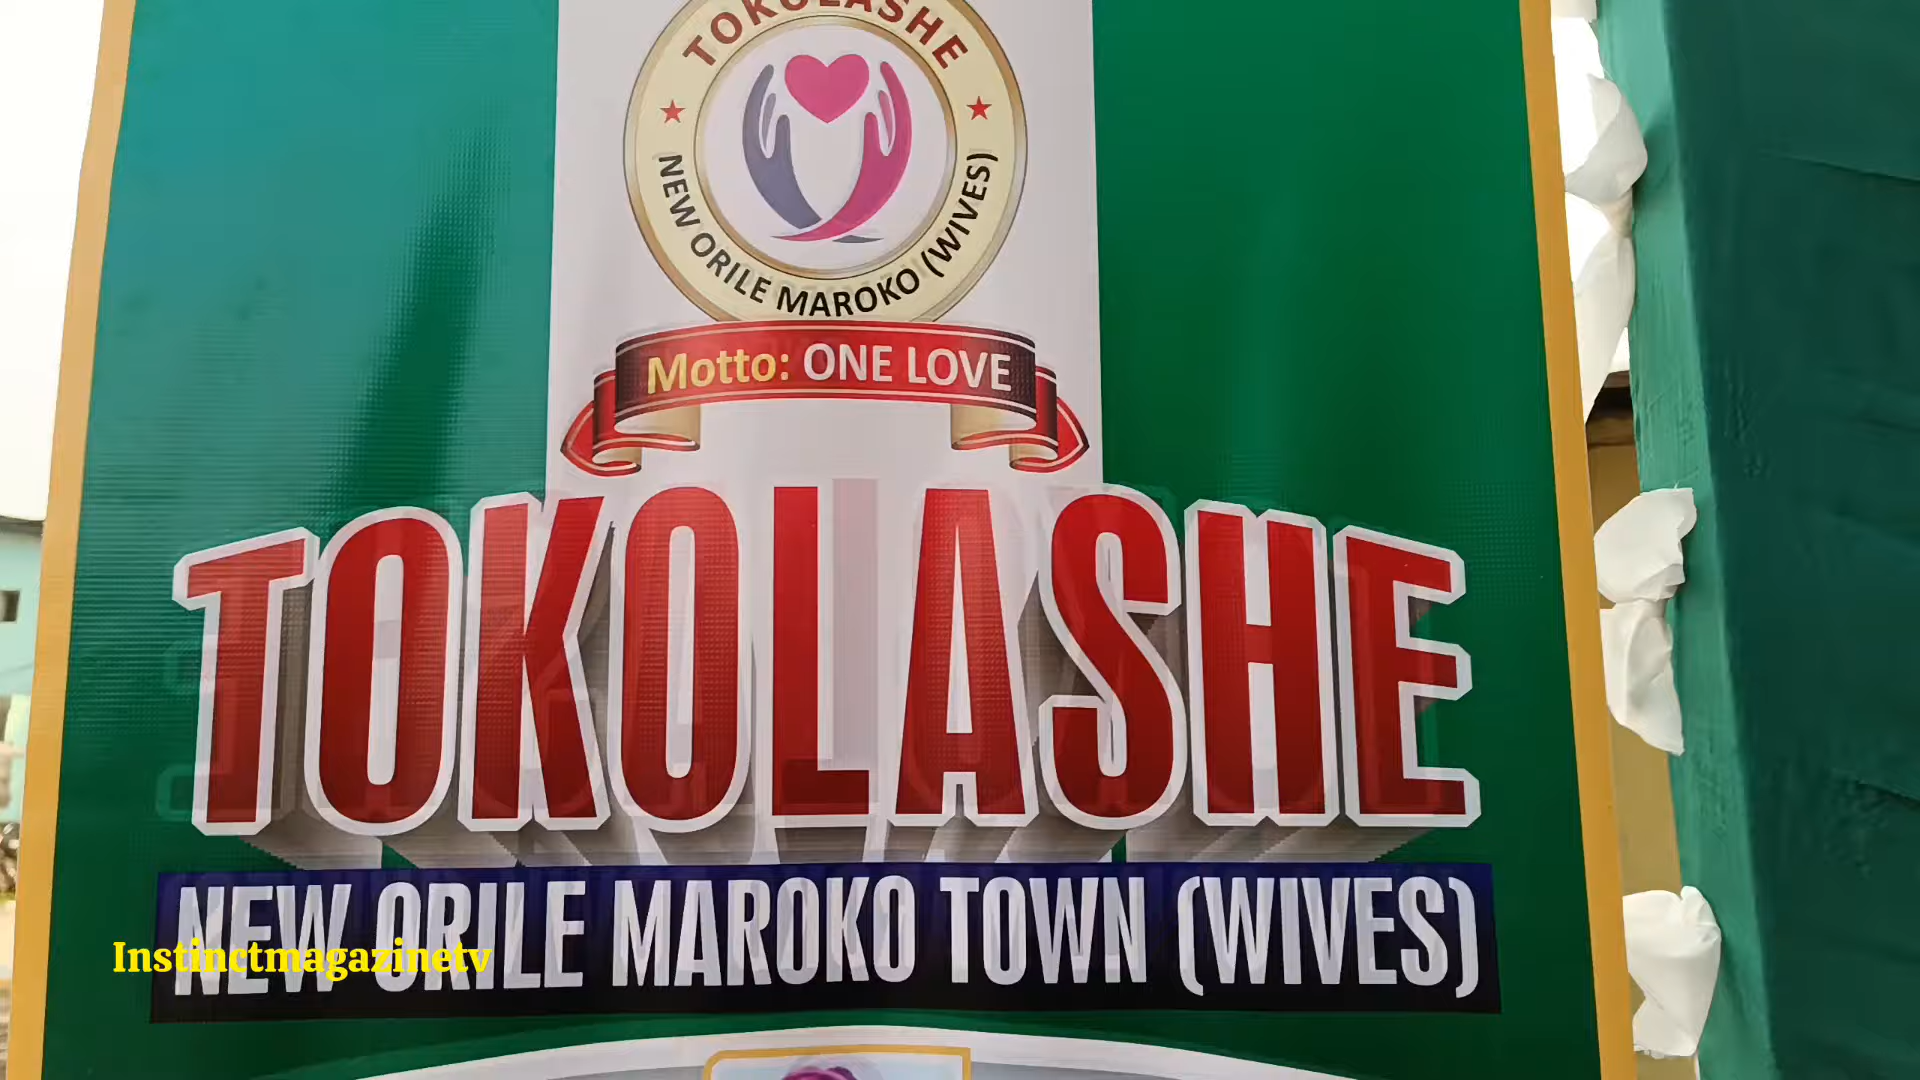 TOKOLASHE
NEW ORILE MAROKO (WIVES)
Motto: ONE LOVE
TOKOLASHE
NEW ORILE MAROKO TOWN (WIVES)
Instinctmagazinetv